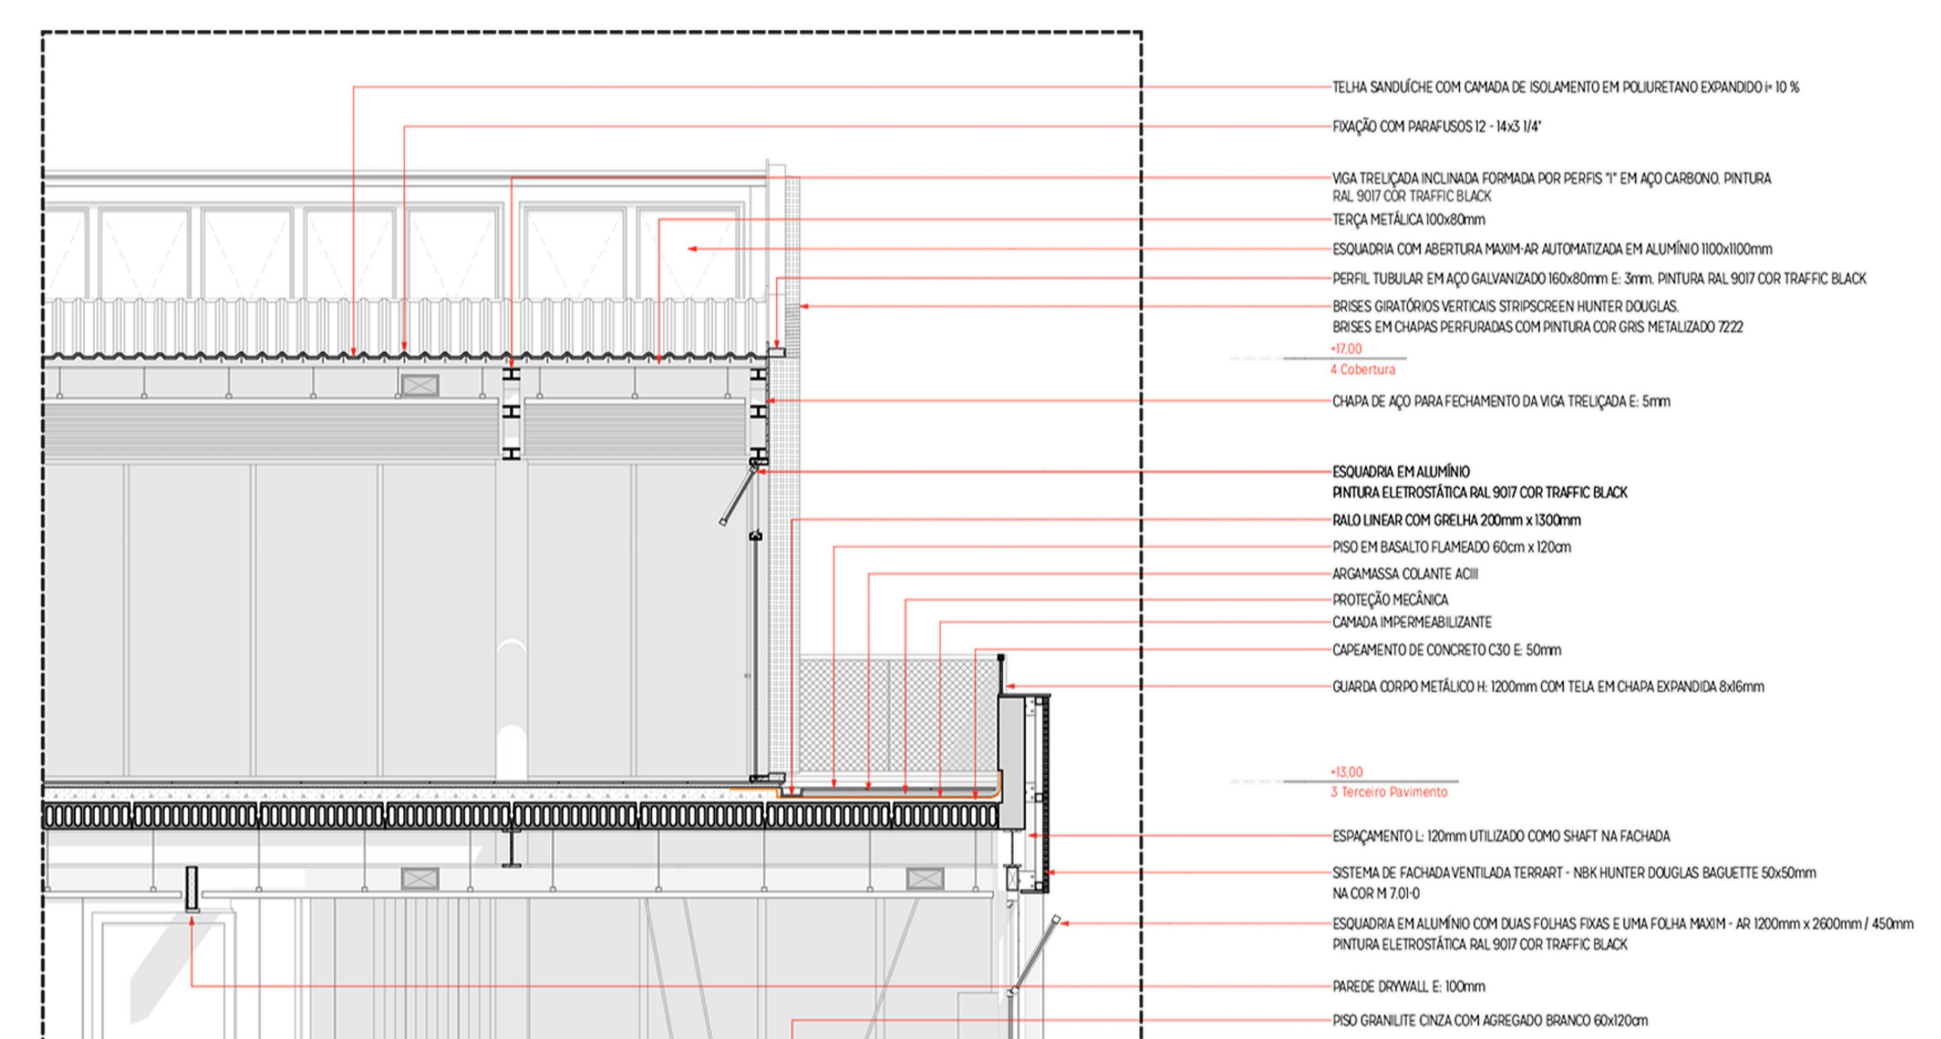 TELHA SANDUÍCHE COM CAMADA DE ISOLAMENTO EM POLIURETANO EXPANDIDO i= 10 %
FIXAÇÃO COM PARAFUSOS 12 - 14x3 1/4"
VIGA TRELIÇADA INCLINADA FORMADA POR PERFIS "I" EM AÇO CARBONO. PINTURA
RAL 9017 COR TRAFFIC BLACK
TERÇA METÁLICA 100x80mm
ESQUADRIA COM ABERTURA MAXIM-AR AUTOMATIZADA EM ALUMÍNIO 1100x1100mm
PERFIL TUBULAR EM AÇO GALVANIZADO 160x80mm E: 3mm. PINTURA RAL 9017 COR TRAFFIC BLACK
BRISES GIRATÓRIOS VERTICAIS STRIPSCREEN HUNTER DOUGLAS.
BRISES EM CHAPAS PERFURADAS COM PINTURA COR GRIS METALIZADO 7222
+17,00
4 Cobertura
CHAPA DE AÇO PARA FECHAMENTO DA VIGA TRELIÇADA E: 5mm
ESQUADRIA EM ALUMÍNIO
PINTURA ELETROSTÁTICA RAL 9017 COR TRAFFIC BLACK
RALO LINEAR COM GRELHA 200mm x 1300mm
PISO EM BASALTO FLAMEADO 60cm x 120cm
ARGAMASSA COLANTE ACIII
PROTEÇÃO MECÂNICA
CAMADA IMPERMEABILIZANTE
CAPEAMENTO DE CONCRETO C30 E: 50mm
GUARDA CORPO METÁLICO H: 1200mm COM TELA EM CHAPA EXPANDIDA 8x16mm
+13,00
3 Terceiro Pavimento
ESPAÇAMENTO L: 120mm UTILIZADO COMO SHAFT NA FACHADA
SISTEMA DE FACHADA VENTILADA TERRART - NBK HUNTER DOUGLAS BAGUETTE 50x50mm
NA COR M 7.01-0
ESQUADRIA EM ALUMÍNIO COM DUAS FOLHAS FIXAS E UMA FOLHA MAXIM - AR 1200mm x 2600mm / 450mm
PINTURA ELETROSTÁTICA RAL 9017 COR TRAFFIC BLACK
PAREDE DRYWALL E: 100mm
PISO GRANILITE CINZA COM AGREGADO BRANCO 60x120cm